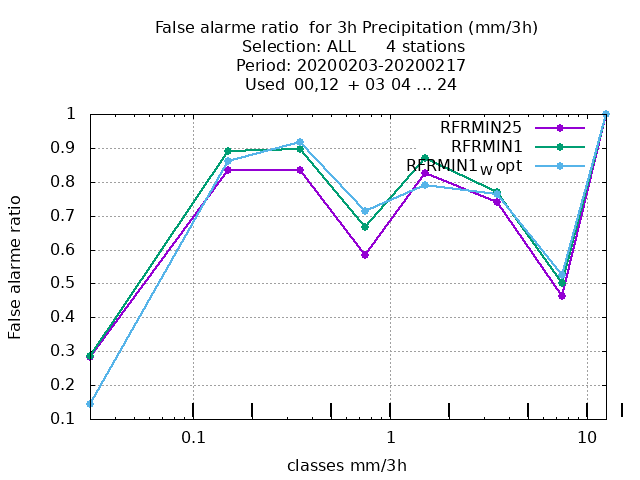 False alarme ratio  for 3h Precipitation (mm/3h)
Selection: ALL      4 stations
Period: 20200203-20200217
Used  00,12  + 03 04 ... 24
1
0.9
0.8
0.7
0.6
0.5
0.4
0.3
0.2
0.1
False alarme ratio
RFRMIN25
RFRMIN1
RFRMIN1wopt
0.1
1
10
classes mm/3h